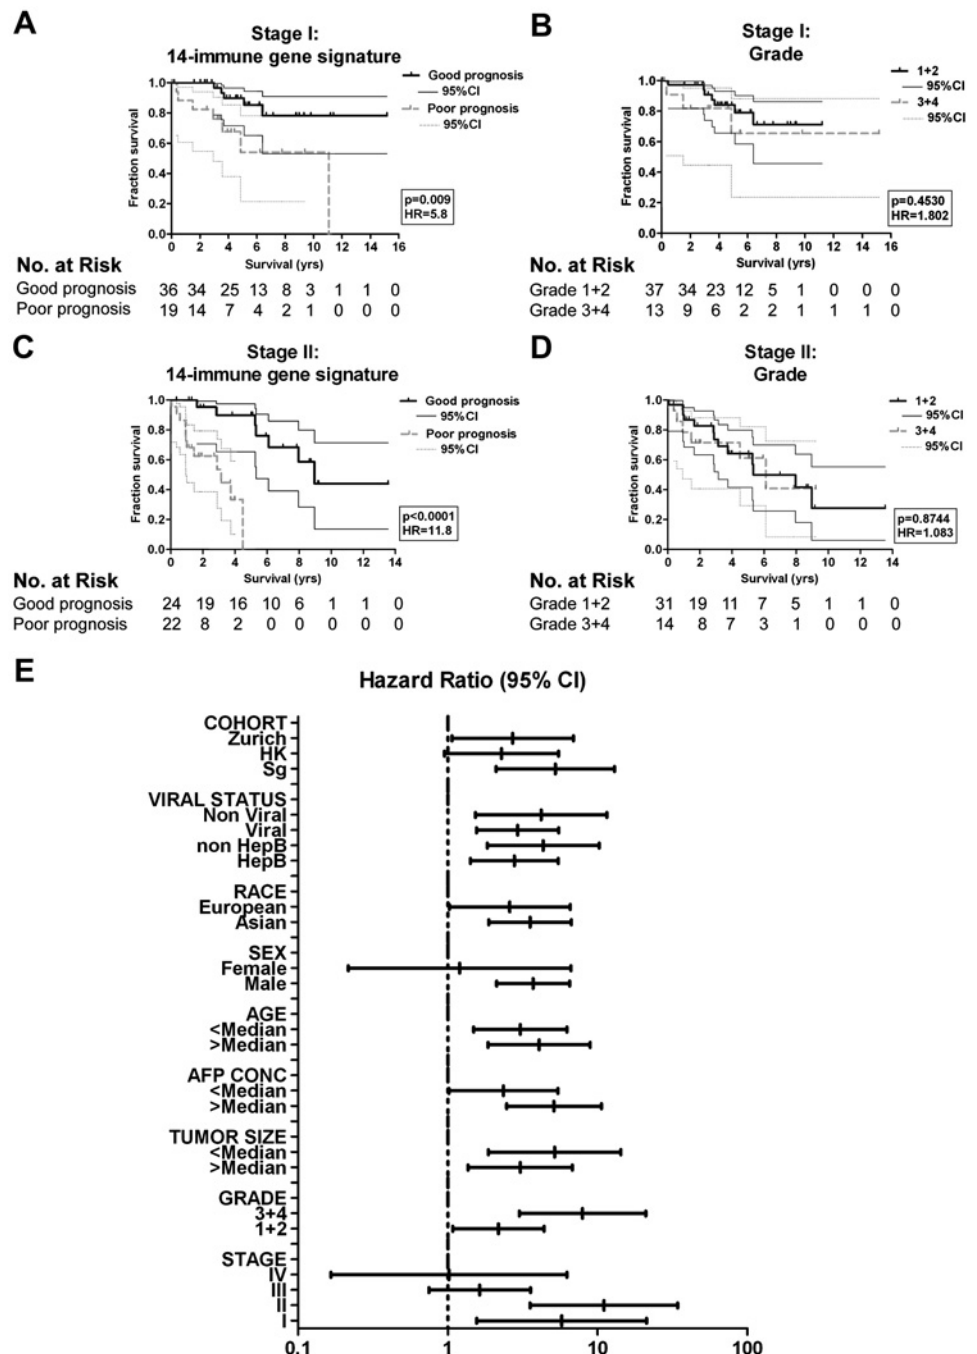 A
Stage I:
14-immune gene signature
Good prognosis
95%CI
Poor prognosis
95%CI
Fraction survival
1.0
0.8
0.6
0.4
0.2
0.0
p=0.009
HR=5.8
0 2 4 6 8 10 12 14 16
Survival (yrs)
No. at Risk
Good prognosis 36 34 25 13 8 3 1 1 0
Poor prognosis 19 14 7 4 2 1 0 0 0
B
Stage I:
Grade
1+2
95%CI
3+4
95%CI
Fraction survival
1.0
0.8
0.6
0.4
0.2
0.0
p=0.4530
HR=1.802
0 2 4 6 8 10 12 14 16
Survival (yrs)
No. at Risk
Grade 1+2 37 34 23 12 5 1 0 0 0
Grade 3+4 13 9 6 2 2 1 1 1 0
C
Stage II:
14-immune gene signature
Good prognosis
95%CI
Poor prognosis
95%CI
Fraction survival
1.0
0.8
0.6
0.4
0.2
0.0
p<0.0001
HR=11.8
0 2 4 6 8 10 12 14
Survival (yrs)
No. at Risk
Good prognosis 24 19 16 10 6 1 1 0
Poor prognosis 22 8 2 0 0 0 0 0
D
Stage II:
Grade
1+2
95%CI
3+4
95%CI
Fraction survival
1.0
0.8
0.6
0.4
0.2
0.0
p=0.8744
HR=1.083
0 2 4 6 8 10 12 14
Survival (yrs)
No. at Risk
Grade 1+2 31 19 11 7 5 1 1 0
Grade 3+4 14 8 7 3 1 0 0 0
E
Hazard Ratio (95% CI)
COHORT
Zurich
HK
Sg
VIRAL STATUS
Non Viral
Viral
non HepB
HepB
RACE
European
Asian
SEX
Female
Male
AGE
<Median
>Median
AFP CONC
<Median
>Median
TUMOR SIZE
<Median
>Median
GRADE
3+4
1+2
STAGE
IV
III
II
I
0.1 1 10 100